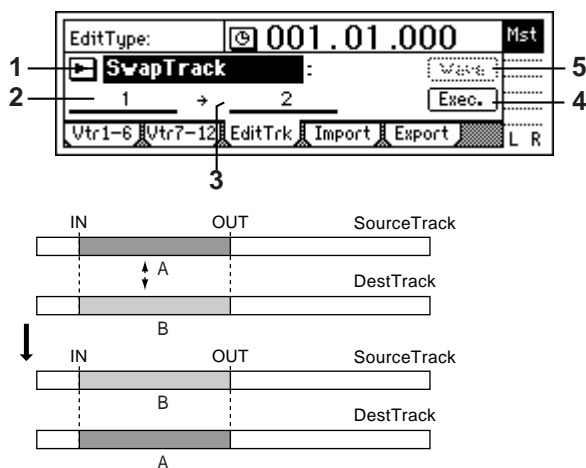 EditType: 001.01.000 Mst
1 SwapTrack : Wave 5
2 1 → 2 Exec. 4
Vtr1-6 Vtr7-12 EditTrk Import Export L R
3
IN OUT SourceTrack
A
DestTrack
B
IN OUT SourceTrack
B
DestTrack
A